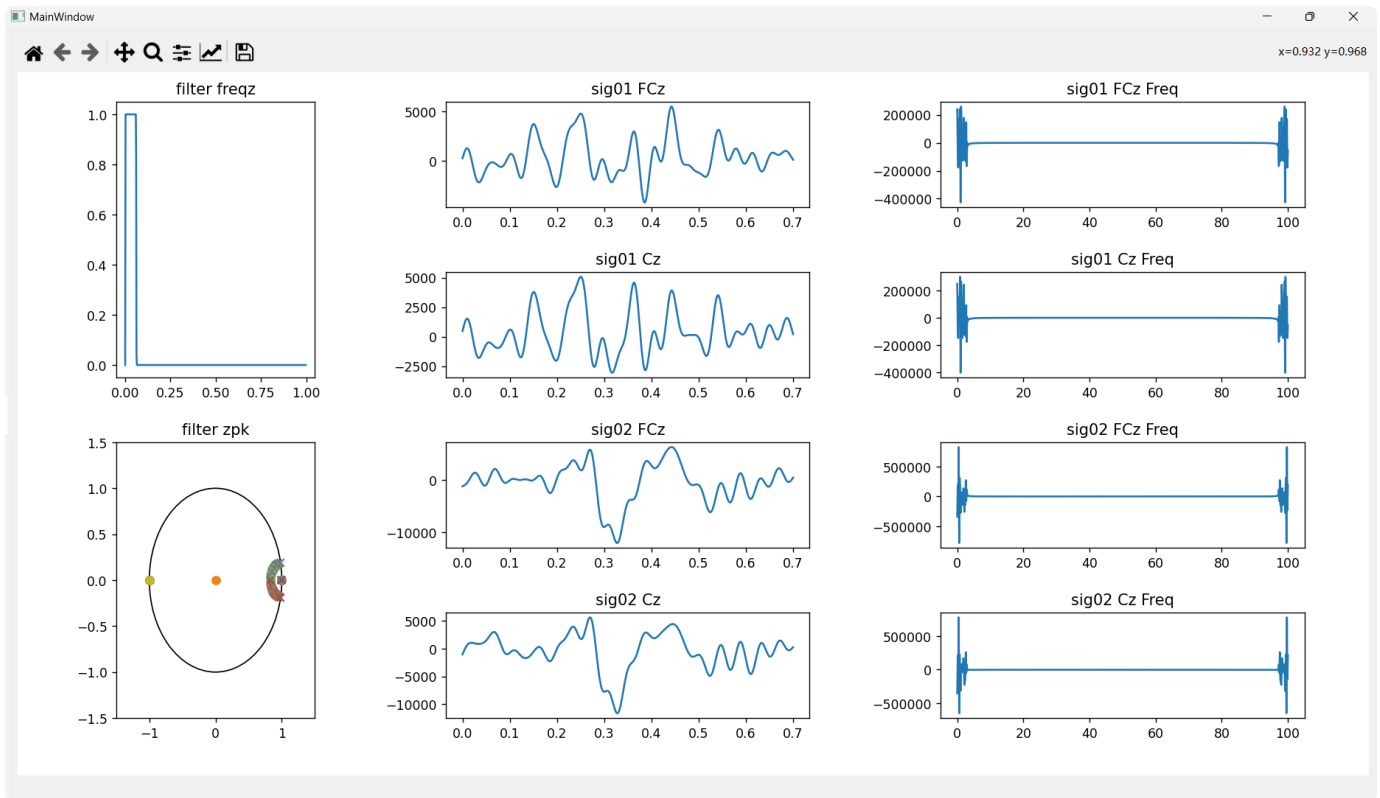 MainWindow
x=0.932 y=0.968
filter freqz
1.0
0.8
0.6
0.4
0.2
0.0
0.00 0.25 0.50 0.75 1.00
filter zpk
1.5
1.0
0.5
0.0
−0.5
−1.0
−1.5
−1 0 1
sig01 FCz
5000
0
0.0 0.1 0.2 0.3 0.4 0.5 0.6 0.7
sig01 Cz
5000
2500
0
−2500
0.0 0.1 0.2 0.3 0.4 0.5 0.6 0.7
sig02 FCz
0
−10000
0.0 0.1 0.2 0.3 0.4 0.5 0.6 0.7
sig02 Cz
5000
0
−5000
−10000
0.0 0.1 0.2 0.3 0.4 0.5 0.6 0.7
sig01 FCz Freq
200000
0
−200000
−400000
0 20 40 60 80 100
sig01 Cz Freq
200000
0
−200000
−400000
0 20 40 60 80 100
sig02 FCz Freq
500000
0
−500000
0 20 40 60 80 100
sig02 Cz Freq
500000
0
−500000
0 20 40 60 80 100